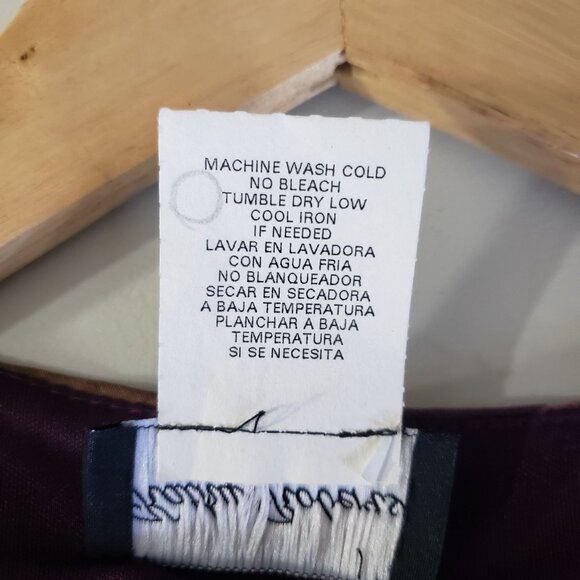 MACHINE WASH COLD
NO BLEACH
TUMBLE DRY LOW
COOL IRON
IF NEEDED
LAVAR EN LAVADORA
CON AGUA FRIA
NO BLANQUEADOR
SECAR EN SECADORA
A BAJA TEMPERATURA
PLANCHAR A BAJA
TEMPERATURA
SI SE NECESITA